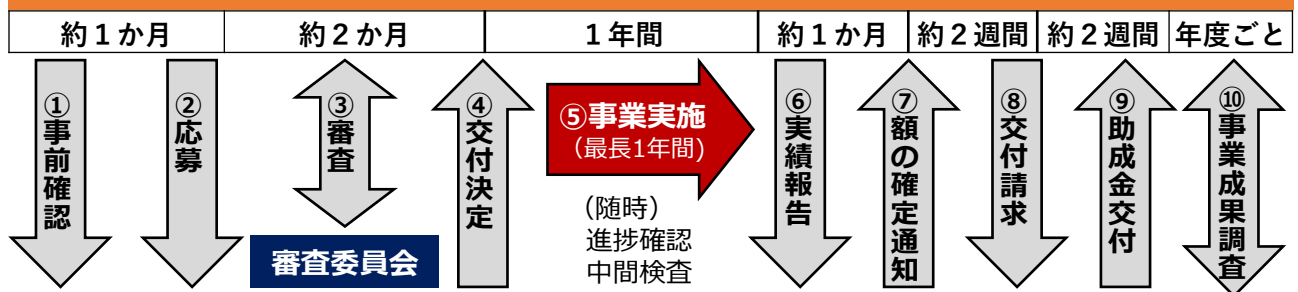 約１か月
約２か月
１年間
約１か月
約２週間
約２週間
年度ごと
①事前確認
②応募
③審査
④交付決定
⑤事業実施
（最長1年間）
（随時）
進捗確認
中間検査
⑥実績報告
⑦額の確定通知
⑧交付請求
⑨助成金交付
⑩事業成果調査
審査委員会